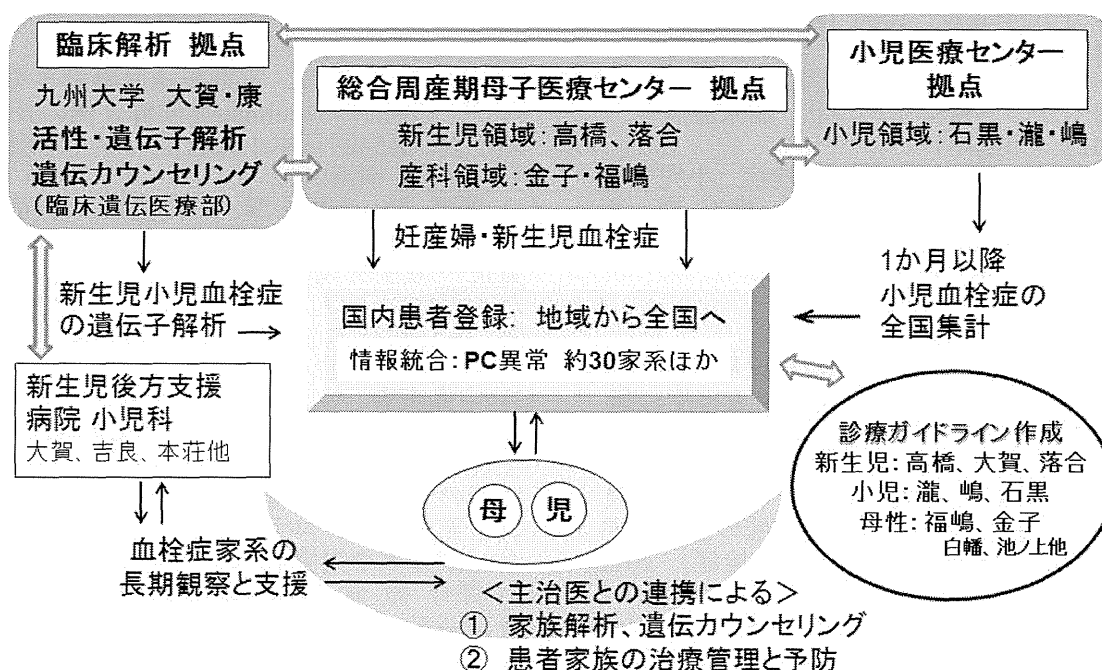 臨床解析 拠点
九州大学 大賀・康
活性・遺伝子解析
遺伝カウンセリング
(臨床遺伝医療部)
総合周産期母子医療センター 拠点
新生児領域:高橋、落合
産科領域:金子・福嶋
小児医療センター
拠点
小児領域:石黒・瀧・嶋
妊産婦・新生児血栓症
新生児小児血栓症
の遺伝子解析
1か月以降
小児血栓症の
全国集計
国内患者登録: 地域から全国へ
情報統合:PC異常 約30家系ほか
新生児後方支援
病院 小児科
大賀、吉良、本荘他
診療ガイドライン作成
新生児:高橋、大賀、落合
小児:瀧、嶋、石黒
母性:福嶋、金子
白幡、池ノ上他
母 児
血栓症家系の
長期観察と支援
<主治医との連携による>
① 家族解析、遺伝カウンセリング
② 患者家族の治療管理と予防